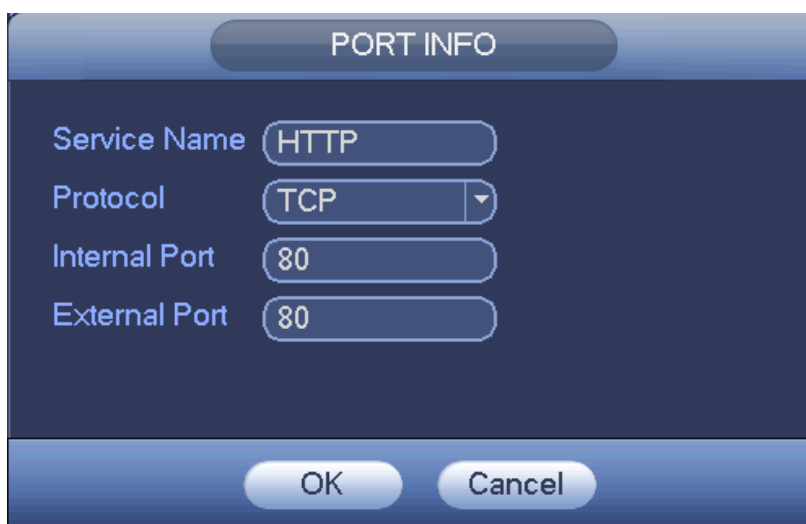 PORT INFO
Service Name HTTP
Protocol TCP
Internal Port 80
External Port 80
OK Cancel